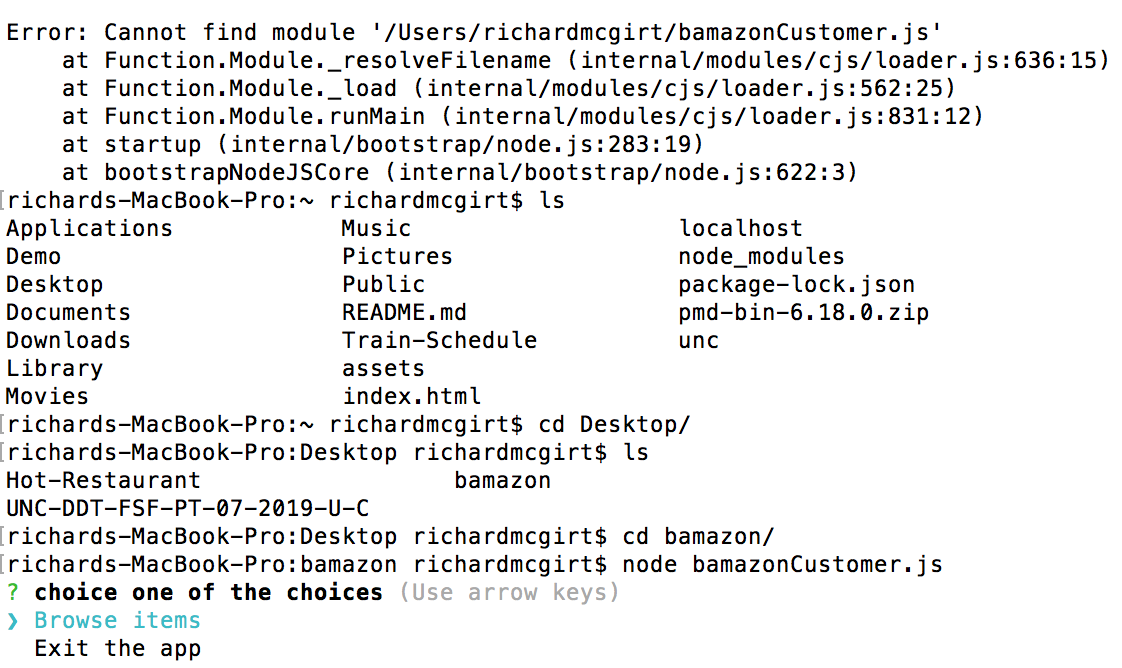 Error: Cannot find module '/Users/richardmcgirt/bamazonCustomer.js'
    at Function.Module._resolveFilename (internal/modules/cjs/loader.js:636:15)
    at Function.Module._load (internal/modules/cjs/loader.js:562:25)
    at Function.Module.runMain (internal/modules/cjs/loader.js:831:12)
    at startup (internal/bootstrap/node.js:283:19)
    at bootstrapNodeJSCore (internal/bootstrap/node.js:622:3)
[richards-MacBook-Pro:~ richardmcgirt$ ls
Applications            Music                   localhost
Demo                    Pictures                node_modules
Desktop                 Public                  package-lock.json
Documents               README.md               pmd-bin-6.18.0.zip
Downloads               Train-Schedule          unc
Library                 assets
Movies                  index.html
[richards-MacBook-Pro:~ richardmcgirt$ cd Desktop/
[richards-MacBook-Pro:Desktop richardmcgirt$ ls
Hot-Restaurant                  bamazon
UNC-DDT-FSF-PT-07-2019-U-C
[richards-MacBook-Pro:Desktop richardmcgirt$ cd bamazon/
[richards-MacBook-Pro:bamazon richardmcgirt$ node bamazonCustomer.js
? choice one of the choices (Use arrow keys)
❯ Browse items
  Exit the app